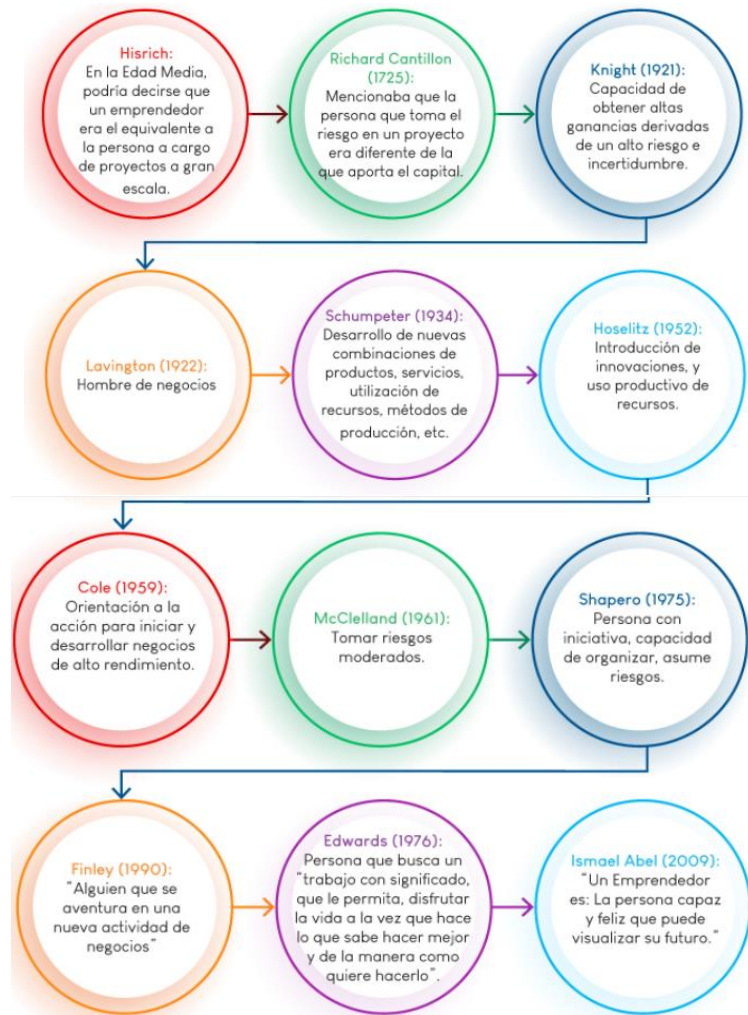 Hisrich:
En la Edad Media,
podría decirse que
un emprendedor
era el equivalente a
la persona a cargo
de proyectos a gran
escala.
Richard Cantillon
(1725):
Mencionaba que la
persona que toma el
riesgo en un proyecto
era diferente de la
que aporta el capital.
Knight (1921):
Capacidad de
obtener altas
ganancias derivadas
de un alto riesgo e
incertidumbre.
Lavington (1922):
Hombre de negocios
Schumpeter (1934):
Desarrollo de nuevas
combinaciones de
productos, servicios,
utilización de
recursos, métodos de
producción, etc.
Hoselitz (1952):
Introducción de
innovaciones, y
uso productivo de
recursos.
Cole (1959):
Orientación a la
acción para iniciar y
desarrollar negocios
de alto rendimiento.
McClelland (1961):
Tomar riesgos
moderados.
Shapero (1975):
Persona con
iniciativa, capacidad
de organizar, asume
riesgos.
Finley (1990):
"Alguien que se
aventura en una
nueva actividad de
negocios"
Edwards (1976):
Persona que busca un
"trabajo con significado,
que le permita, disfrutar
la vida a la vez que hace
lo que sabe hacer mejor
y de la manera como
quiere hacerlo".
Ismael Abel (2009):
"Un Emprendedor
es: La persona capaz
y feliz que puede
visualizar su futuro."